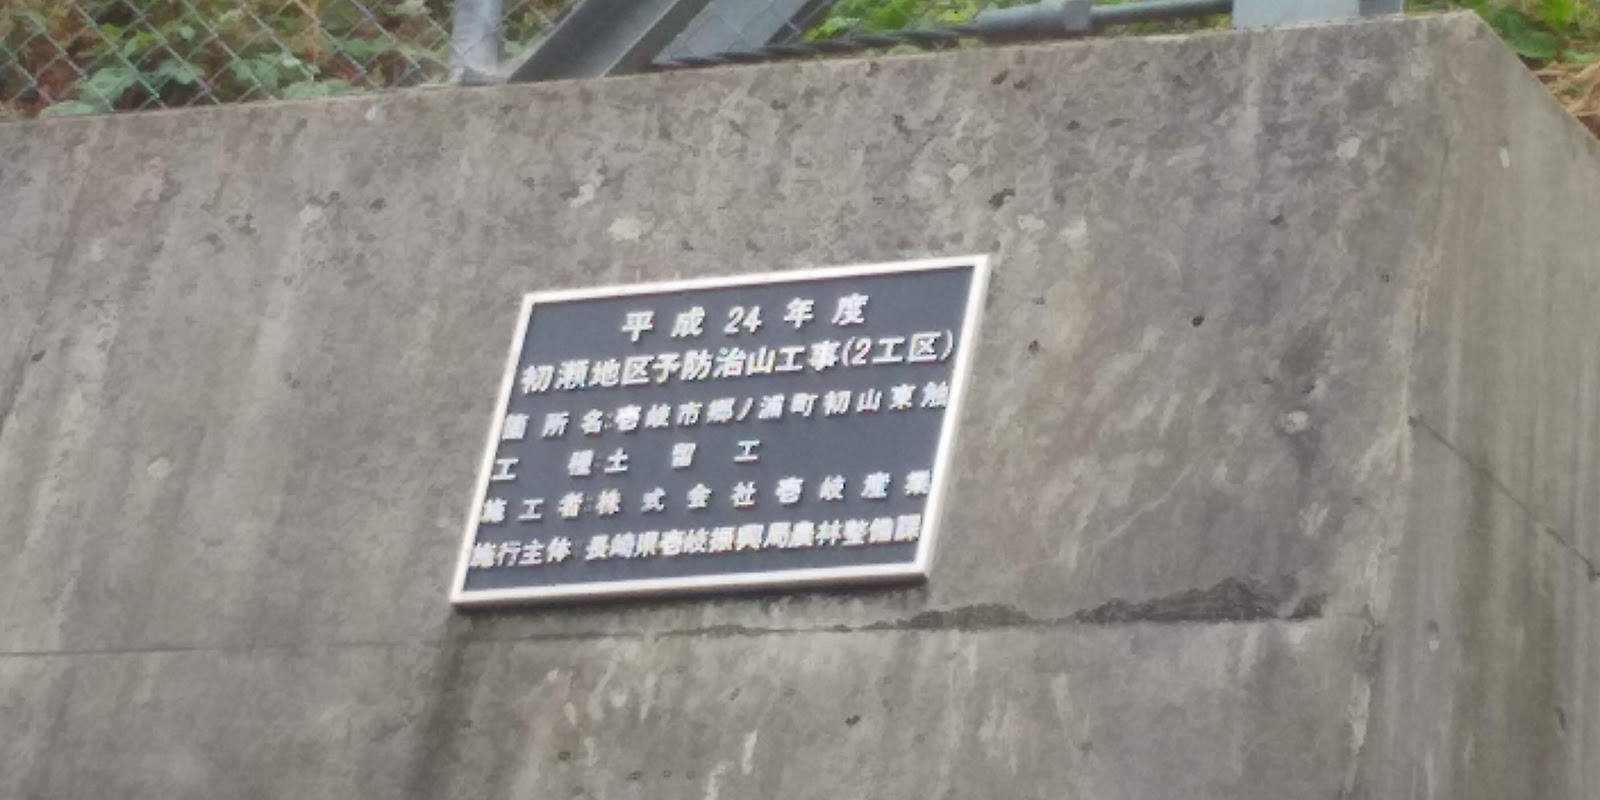 平成24年度
初瀬地区予防治山工事(2工区)
箇所名:壱岐市郷ノ浦町初山東触
工種:土留工
施工者:株式会社壱岐産業
施行主体:長崎県壱岐振興局農林整備課